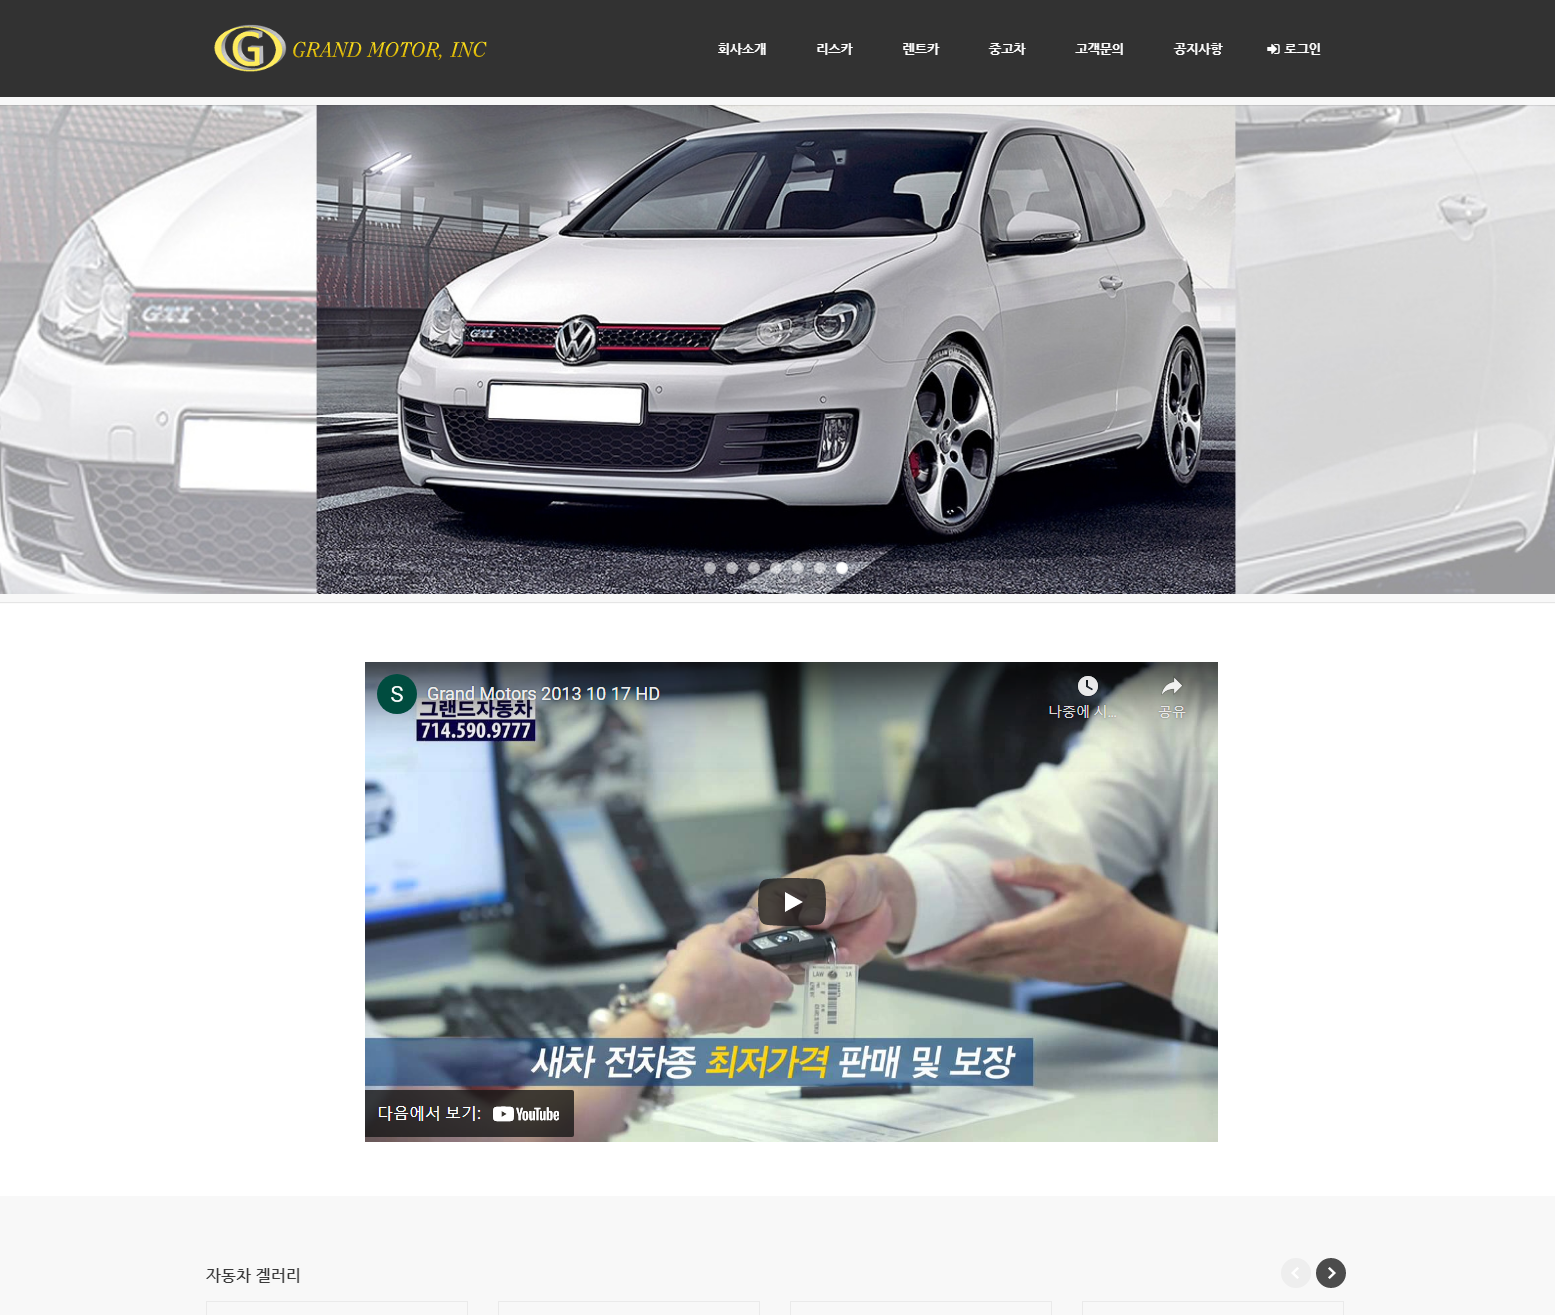 G GRAND MOTOR, INC
회사소개 리스카 렌트카 중고차 고객문의 공지사항 로그인
GTI
GTI
S Grand Motors 2013 10 17 HD
나중에 시...
공유
그랜드자동차
714.590.9777
새차 전차종 최저가격 판매 및 보장
다음에서 보기: YouTube
자동차 겔러리